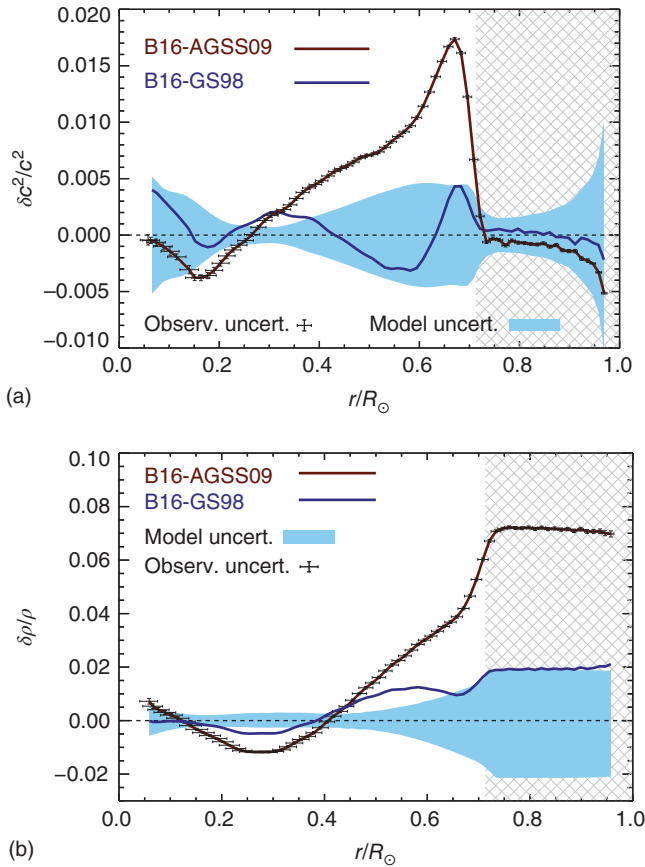 0.020
0.015
0.010
0.005
0.000
−0.005
−0.010
δc²/c²
B16-AGSS09
B16-GS98
Observ. uncert.
Model uncert.
0.0 0.2 0.4 0.6 0.8 1.0
r/R⊙
(a)
0.10
0.08
0.06
0.04
0.02
0.00
−0.02
δρ/ρ
B16-AGSS09
B16-GS98
Model uncert.
Observ. uncert.
0.0 0.2 0.4 0.6 0.8 1.0
r/R⊙
(b)